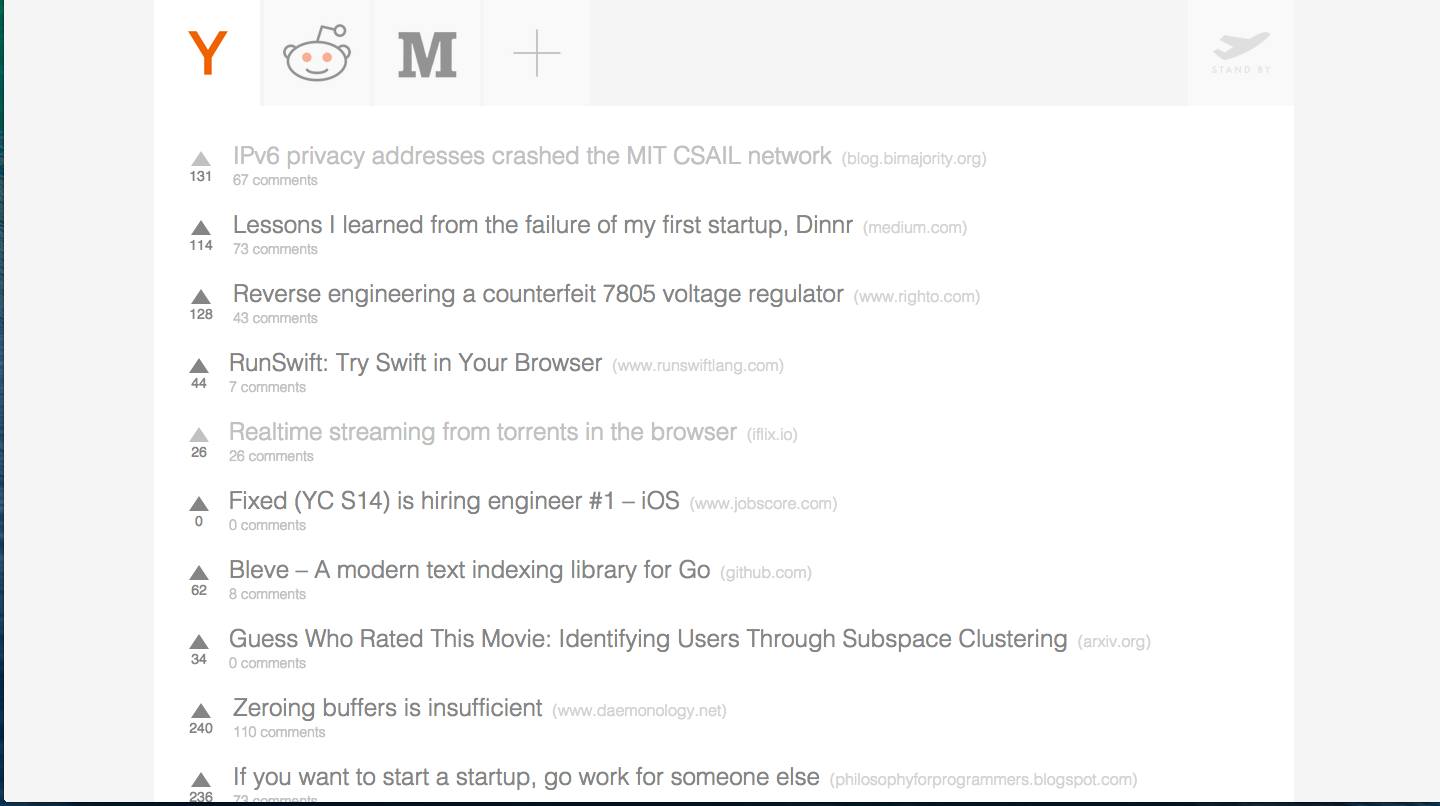 Y
M
STAND BY
IPv6 privacy addresses crashed the MIT CSAIL network (blog.bimajority.org)
131
67 comments
Lessons I learned from the failure of my first startup, Dinnr (medium.com)
114
73 comments
Reverse engineering a counterfeit 7805 voltage regulator (www.righto.com)
128
43 comments
RunSwift: Try Swift in Your Browser (www.runswiftlang.com)
44
7 comments
Realtime streaming from torrents in the browser (iflix.io)
26
26 comments
Fixed (YC S14) is hiring engineer #1 – iOS (www.jobscore.com)
0
0 comments
Bleve – A modern text indexing library for Go (github.com)
62
8 comments
Guess Who Rated This Movie: Identifying Users Through Subspace Clustering (arxiv.org)
34
0 comments
Zeroing buffers is insufficient (www.daemonology.net)
240
110 comments
If you want to start a startup, go work for someone else (philosophyforprogrammers.blogspot.com)
236
73 comments